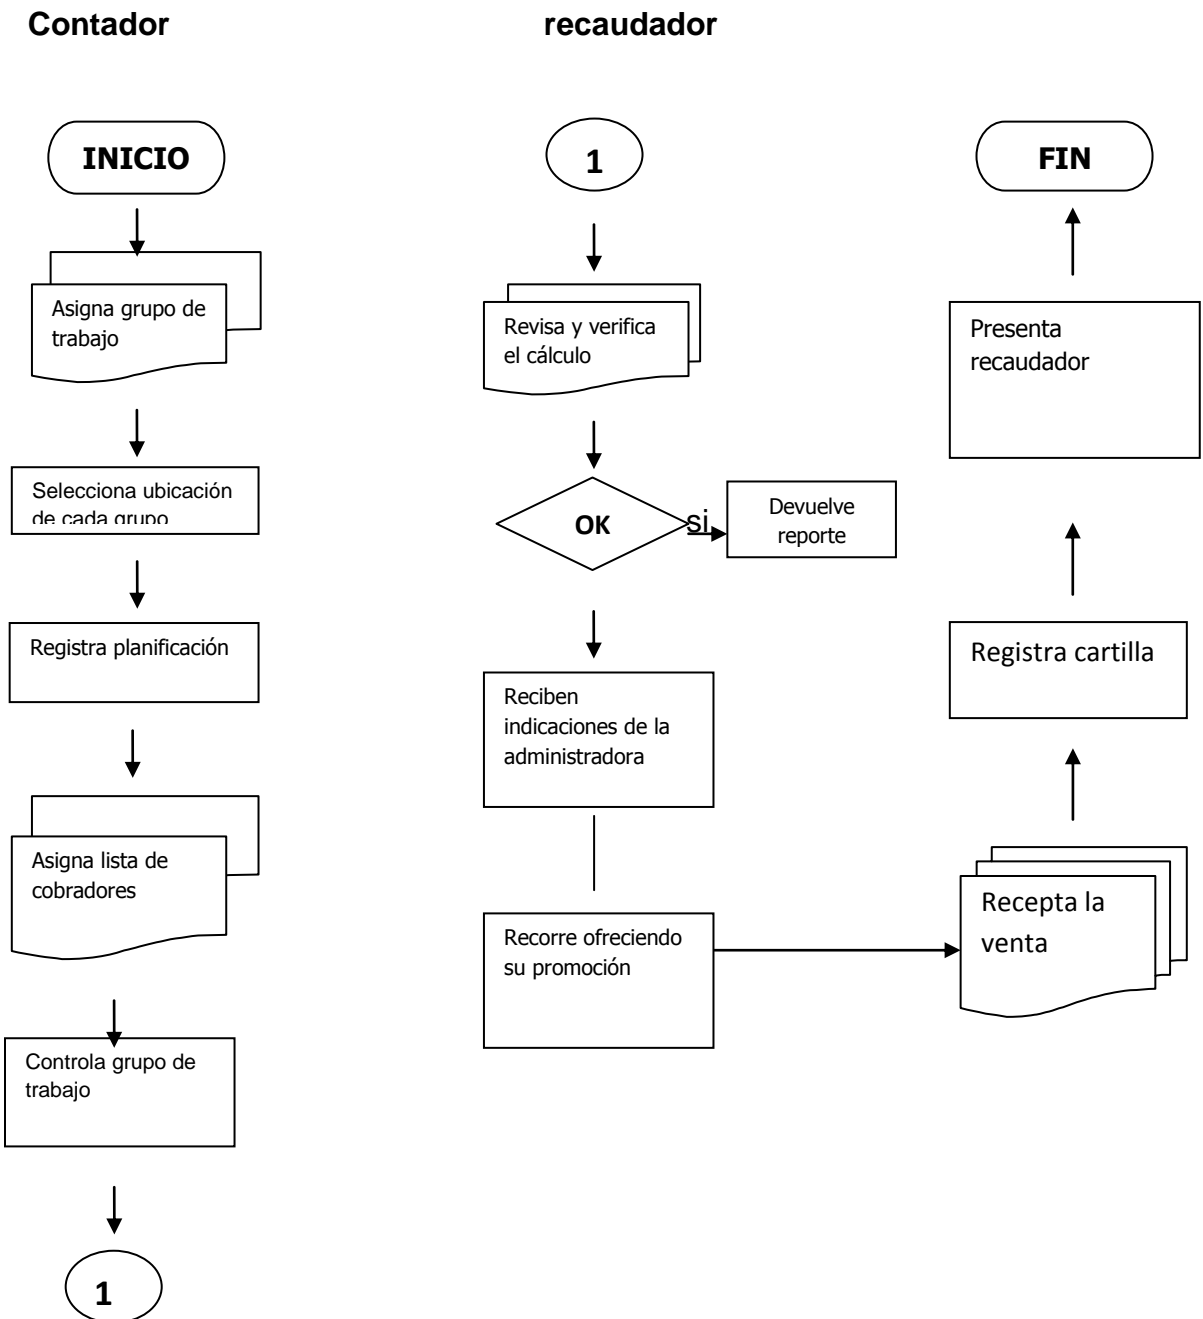 Contador
recaudador
INICIO
Asigna grupo de
trabajo
Selecciona ubicación
de cada grupo
Registra planificación
Asigna lista de
cobradores
Controla grupo de
trabajo
1
1
Revisa y verifica
el cálculo
OK
si
Devuelve
reporte
Reciben
indicaciones de la
administradora
Recorre ofreciendo
su promoción
FIN
Presenta
recaudador
Registra cartilla
Recepta la
venta